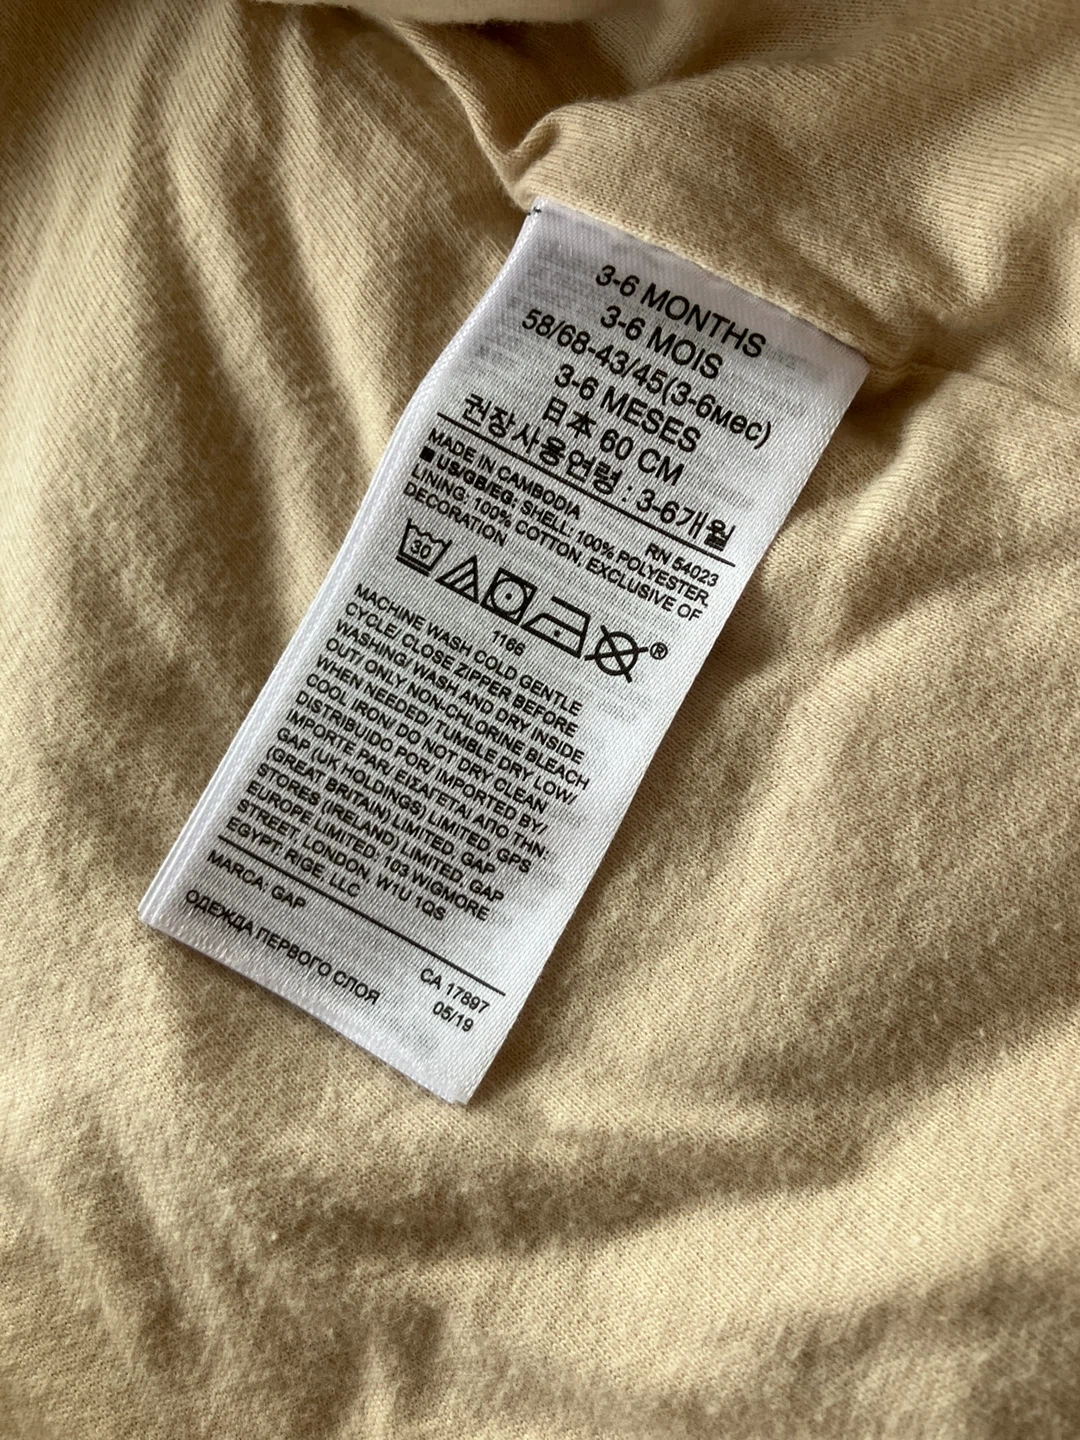 3-6 MONTHS
3-6 MOIS
58/68-43/45(3-6мес)
3-6 MESES
日本 60 CM
권장사용연령 : 3-6개월
MADE IN CAMBODIA RN 54023
■ US/GB/EG: SHELL: 100% POLYESTER,
LINING: 100% COTTON, EXCLUSIVE OF
DECORATION
30
®
1166
MACHINE WASH COLD GENTLE
CYCLE/ CLOSE ZIPPER BEFORE
WASHING/ WASH AND DRY INSIDE
OUT/ ONLY NON-CHLORINE BLEACH
WHEN NEEDED/ TUMBLE DRY LOW/
COOL IRON/ DO NOT DRY CLEAN
DISTRIBUIDO POR/ IMPORTED BY/
IMPORTE PAR/ ΕΙΣΑΓΕΤΑΙ ΑΠΟ ΤΗΝ:
GAP (UK HOLDINGS) LIMITED, GPS
(GREAT BRITAIN) LIMITED, GAP
STORES (IRELAND) LIMITED, GAP
EUROPE LIMITED: 103 WIGMORE
STREET, LONDON, W1U 1QS
EGYPT: RIGE, LLC
MARCA: GAP CA 17897
ОДЕЖДА ПЕРВОГО СЛОЯ 05/19